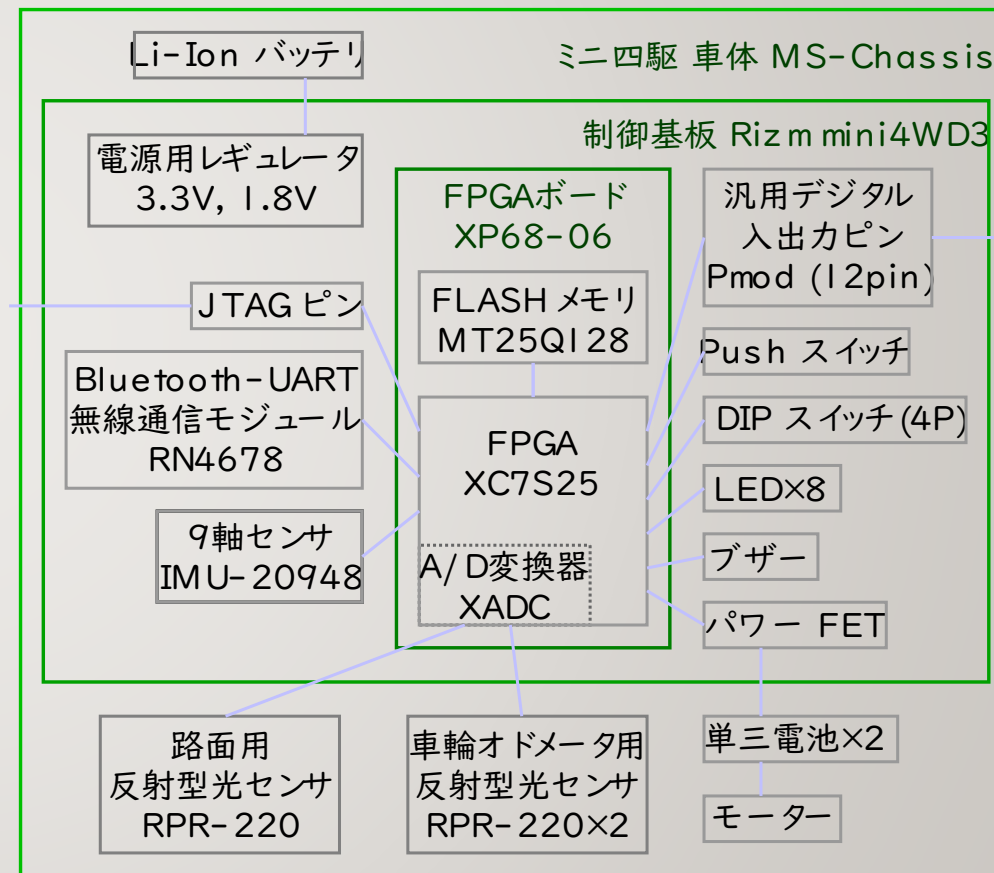 Li-Ion バッテリ
ミニ四駆 車体 MS-Chassis
制御基板 Rizm mini4WD3
電源用レギュレータ
3.3V, 1.8V
FPGAボード
XP68-06
汎用デジタル
入出力ピン
Pmod (12pin)
JTAG ピン
FLASH メモリ
MT25Q128
Push スイッチ
Bluetooth-UART
無線通信モジュール
RN4678
DIP スイッチ(4P)
FPGA
XC7S25
LED×8
9軸センサ
IMU-20948
A/D変換器
XADC
ブザー
パワー FET
路面用
反射型光センサ
RPR-220
車輪オドメータ用
反射型光センサ
RPR-220×2
単三電池×2
モーター